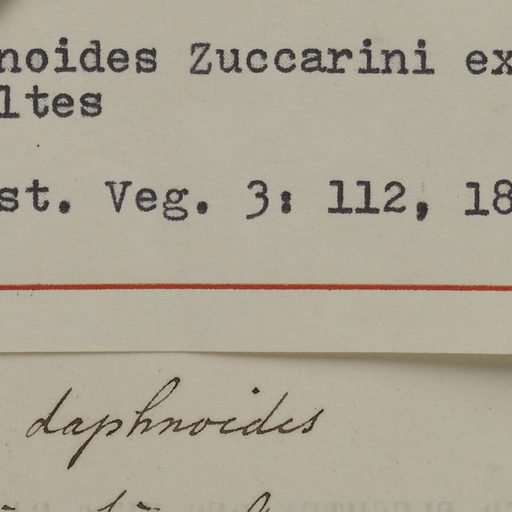 noides Zuccarini ex
ltes
st. Veg. 3: 112, 18
daphnoides